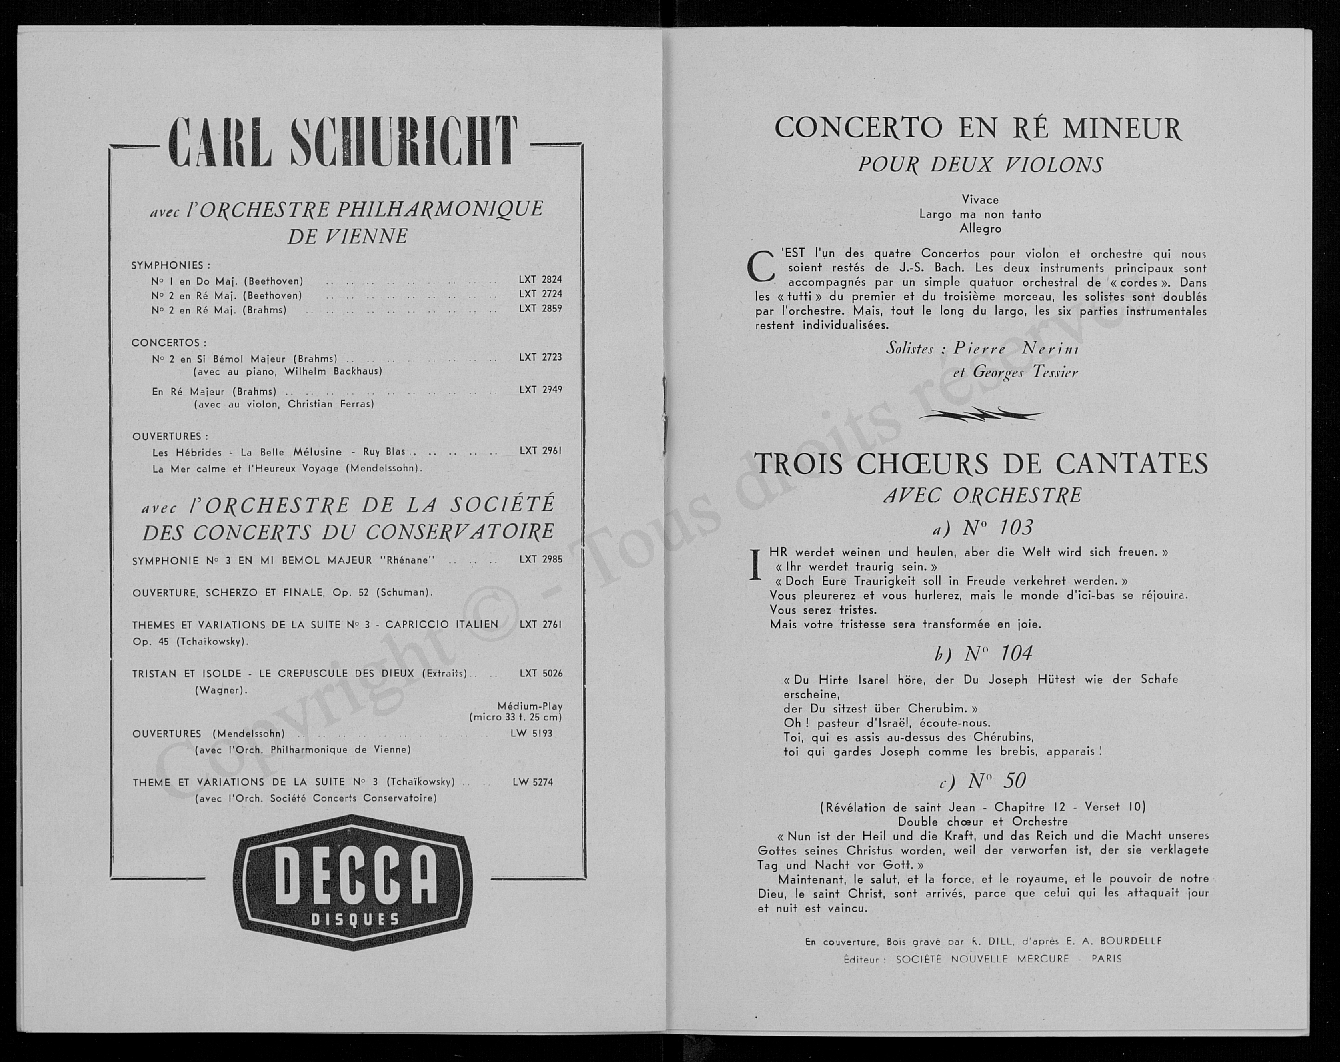 CARL SCHURICHT
avec l'ORCHESTRE PHILHARMONIQUE
DE VIENNE
SYMPHONIES :
Nº 1 en Do Maj. (Beethoven) .. .. .. .. .. .. .. .. .. LXT 2824
Nº 2 en Ré Maj. (Beethoven) .. .. .. .. .. .. .. .. .. LXT 2724
Nº 2 en Ré Maj. (Brahms) .. .. .. .. .. .. .. .. .. .. LXT 2859
CONCERTOS :
Nº 2 en Si Bémol Majeur (Brahms) .. .. .. .. .. .. .. LXT 2723
(avec au piano, Wilhelm Backhaus)
En Ré Majeur (Brahms) .. .. .. .. .. .. .. .. .. .. LXT 2949
(avec au violon, Christian Ferras)
OUVERTURES :
Les Hébrides - La Belle Mélusine - Ruy Blas .. .. .. .. .. LXT 2961
La Mer calme et l'Heureux Voyage (Mendelssohn).
avec l'ORCHESTRE DE LA SOCIÉTÉ
DES CONCERTS DU CONSERVATOIRE
SYMPHONIE Nº 3 EN MI BEMOL MAJEUR "Rhénane" .. .. .. LXT 2985
OUVERTURE, SCHERZO ET FINALE, Op. 52 (Schuman).
THEMES ET VARIATIONS DE LA SUITE Nº 3 - CAPRICCIO ITALIEN LXT 2761
Op. 45 (Tchaikowsky).
TRISTAN ET ISOLDE - LE CREPUSCULE DES DIEUX (Extraits).. .. LXT 5026
(Wagner).
Médium-Play
(micro 33 t. 25 cm)
OUVERTURES (Mendelssohn) .. .. .. .. .. .. .. .. .. LW 5193
(avec l'Orch. Philharmonique de Vienne)
THEME ET VARIATIONS DE LA SUITE Nº 3 (Tchaïkowsky) .. .. LW 5274
(avec l'Orch. Société Concerts Conservatoire)
DECCA
DISQUES
CONCERTO EN RÉ MINEUR
POUR DEUX VIOLONS
Vivace
Largo ma non tanto
Allegro
C'EST l'un des quatre Concertos pour violon et orchestre qui nous
soient restés de J.-S. Bach. Les deux instruments principaux sont
accompagnés par un simple quatuor orchestral de « cordes ». Dans
les « tutti » du premier et du troisième morceau, les solistes sont doublés
par l'orchestre. Mais, tout le long du largo, les six parties instrumentales
restent individualisées.
Solistes : Pierre Nerini
et Georges Tessier
TROIS CHŒURS DE CANTATES
AVEC ORCHESTRE
a) Nº 103
IHR werdet weinen und heulen, aber die Welt wird sich freuen. »
« Ihr werdet traurig sein. »
« Doch Eure Traurigkeit soll in Freude verkehret werden. »
Vous pleurerez et vous hurlerez, mais le monde d'ici-bas se réjouira.
Vous serez tristes.
Mais votre tristesse sera transformée en joie.
b) Nº 104
« Du Hirte Isarel höre, der Du Joseph Hütest wie der Schafe
erscheine,
der Du sitzest über Cherubim. »
Oh ! pasteur d'Israël, écoute-nous.
Toi, qui es assis au-dessus des Chérubins,
toi qui gardes Joseph comme les brebis, apparais !
c) Nº 50
(Révélation de saint Jean - Chapitre 12 - Verset 10)
Double chœur et Orchestre
« Nun ist der Heil und die Kraft, und das Reich und die Macht unseres
Gottes seines Christus worden, weil der verworfen ist, der sie verklagete
Tag und Nacht vor Gott. »
Maintenant, le salut, et la force, et le royaume, et le pouvoir de notre
Dieu, le saint Christ, sont arrivés, parce que celui qui les attaquait jour
et nuit est vaincu.
En couverture, Bois gravé par R. DILL, d'après E. A. BOURDELLE
Éditeur : SOCIÉTÉ NOUVELLE MERCURE - PARIS
Copyright © - Tous droits réservés